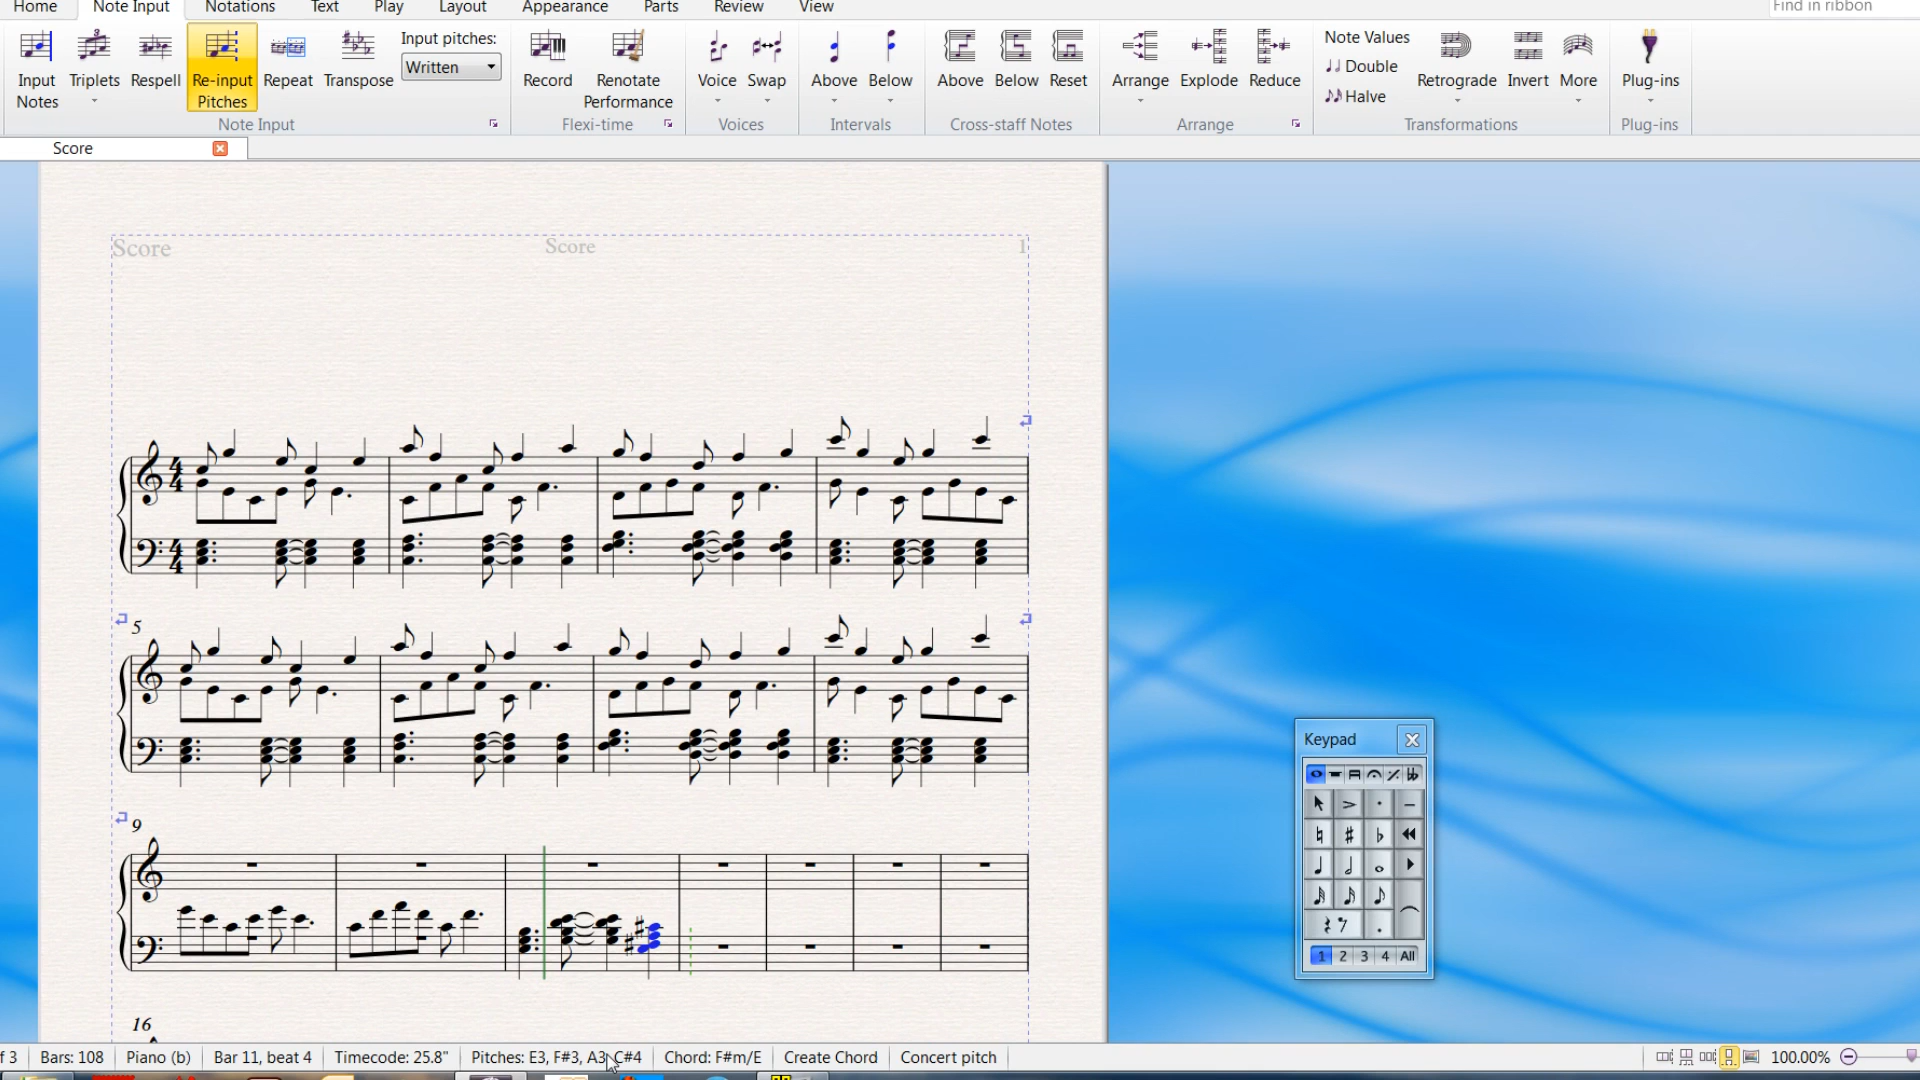 Home Note Input Notations Text Play Layout Appearance Parts Review View Find in ribbon
Input Notes Triplets Respell Re-input Pitches Repeat Transpose Input pitches: Written
Record Renotate Performance Voice Swap Above Below Above Below Reset
Arrange Explode Reduce Note Values Double Halve Retrograde Invert More Plug-ins
Note Input Flexi-time Voices Intervals Cross-staff Notes Arrange Transformations Plug-ins
Score
Score Score 1
4 4
4 4
5
Keypad
9
1 2 3 4 All
16
f 3 Bars: 108 Piano (b) Bar 11, beat 4 Timecode: 25.8" Pitches: E3, F#3, A3, C#4 Chord: F#m/E Create Chord Concert pitch 100.00%